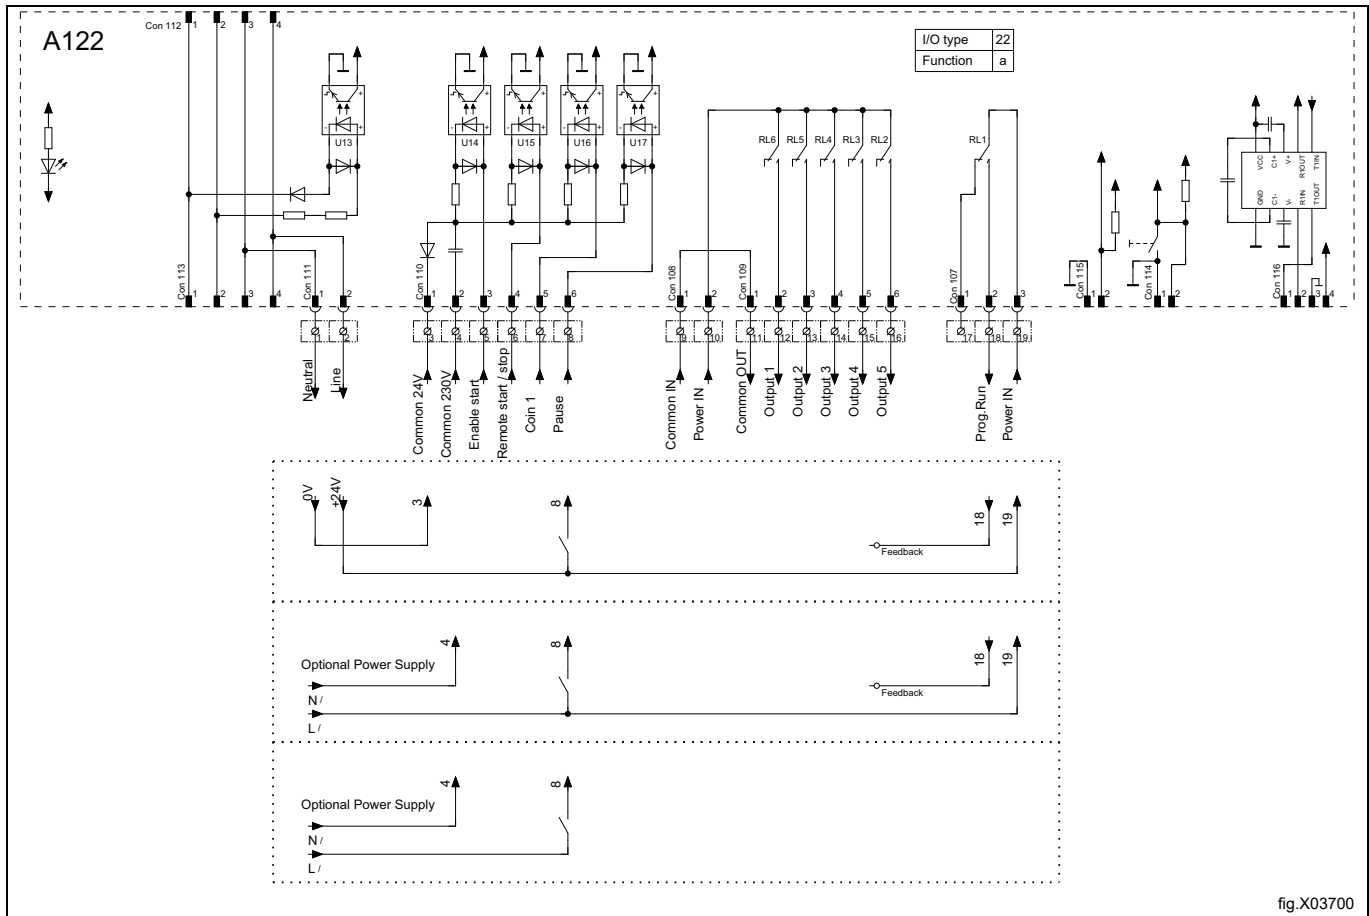 A122
Con 112 1 2 3 4
I/O type 22
Function a
U13 U14 U15 U16 U17
- + - + - + - + - +
RL6 RL5 RL4 RL3 RL2 RL1
VCC C1+ V+ R1OUT T1IN
GND C1- V- R1IN T1OUT
Con 113 1 2 3 4
Con 111 1 2
Con 110 1 2 3 4 5 6
Con 108 1 2
Con 109 1 2 3 4 5 6
Con 107 1 2 3
Con 115 1 2
Con 114 1 2
Con 116 1 2 3 4
1 2 3 4 5 6 7 8 9 10 11 12 13 14 15 16 17 18 19
Neutral
Line
Common 24V
Common 230V
Enable start
Remote start / stop
Coin 1
Pause
Common IN
Power IN
Common OUT
Output 1
Output 2
Output 3
Output 4
Output 5
Prog.Run
Power IN
0V +24V 3 8 18 19
Feedback
4 8 18 19
Optional Power Supply
N /
L /
Feedback
4 8
Optional Power Supply
N /
L /
fig.X03700